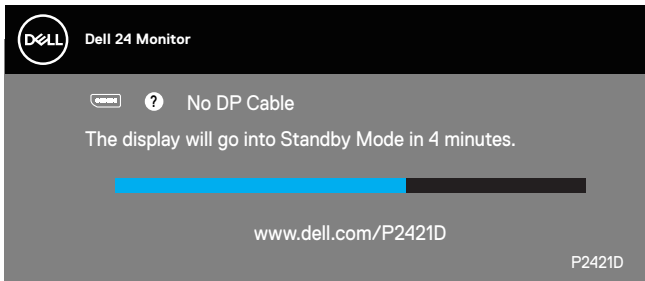 DELL
Dell 24 Monitor
? No DP Cable
The display will go into Standby Mode in 4 minutes.
www.dell.com/P2421D
P2421D